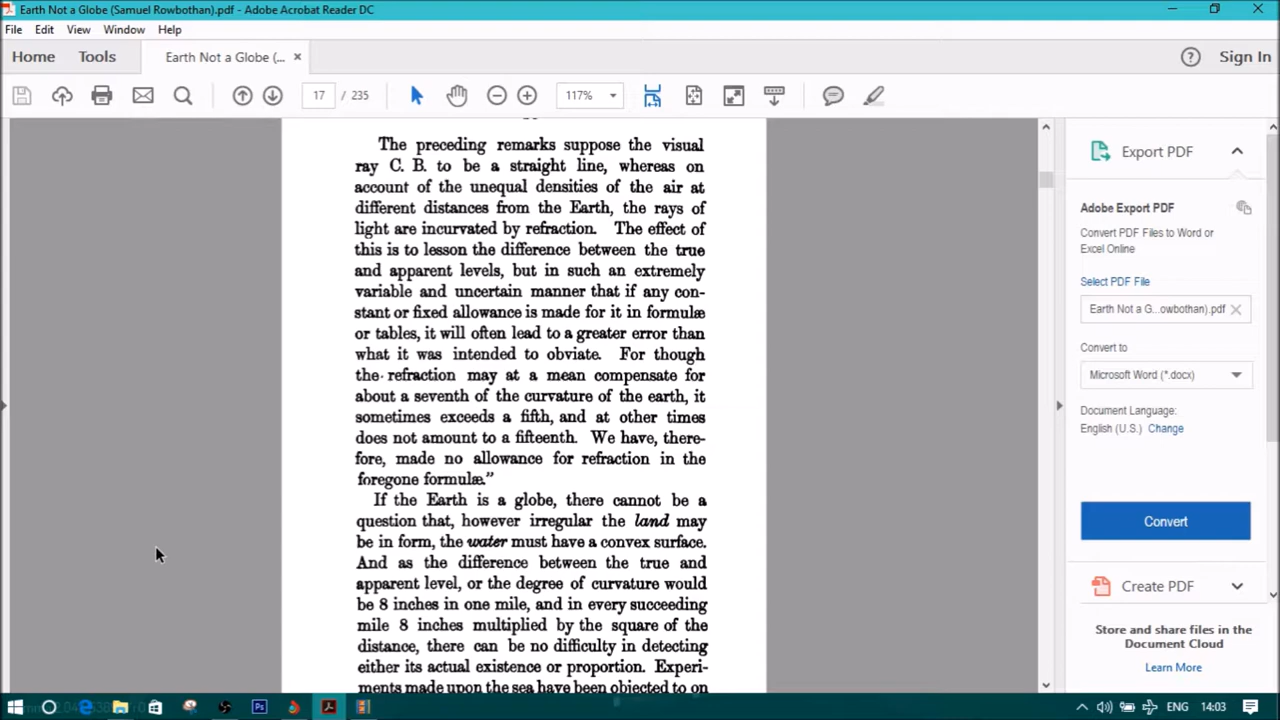 Earth Not a Globe (Samuel Rowbothan).pdf - Adobe Acrobat Reader DC
File Edit View Window Help
Home Tools Earth Not a Globe (... × Sign In
17 / 235 117%
The preceding remarks suppose the visual
ray C. B. to be a straight line, whereas on
account of the unequal densities of the air at
different distances from the Earth, the rays of
light are incurvated by refraction. The effect of
this is to lesson the difference between the true
and apparent levels, but in such an extremely
variable and uncertain manner that if any con-
stant or fixed allowance is made for it in formulæ
or tables, it will often lead to a greater error than
what it was intended to obviate. For though
the refraction may at a mean compensate for
about a seventh of the curvature of the earth, it
sometimes exceeds a fifth, and at other times
does not amount to a fifteenth. We have, there-
fore, made no allowance for refraction in the
foregone formulæ."
If the Earth is a globe, there cannot be a
question that, however irregular the land may
be in form, the water must have a convex surface.
And as the difference between the true and
apparent level, or the degree of curvature would
be 8 inches in one mile, and in every succeeding
mile 8 inches multiplied by the square of the
distance, there can be no difficulty in detecting
either its actual existence or proportion. Experi-
ments made upon the sea have been objected to on
Export PDF
Adobe Export PDF
Convert PDF Files to Word or
Excel Online
Select PDF File
Earth Not a G...owbothan).pdf
Convert to
Microsoft Word (*.docx)
Document Language:
English (U.S.) Change
Convert
Create PDF
Store and share files in the
Document Cloud
Learn More
ENG 14:03